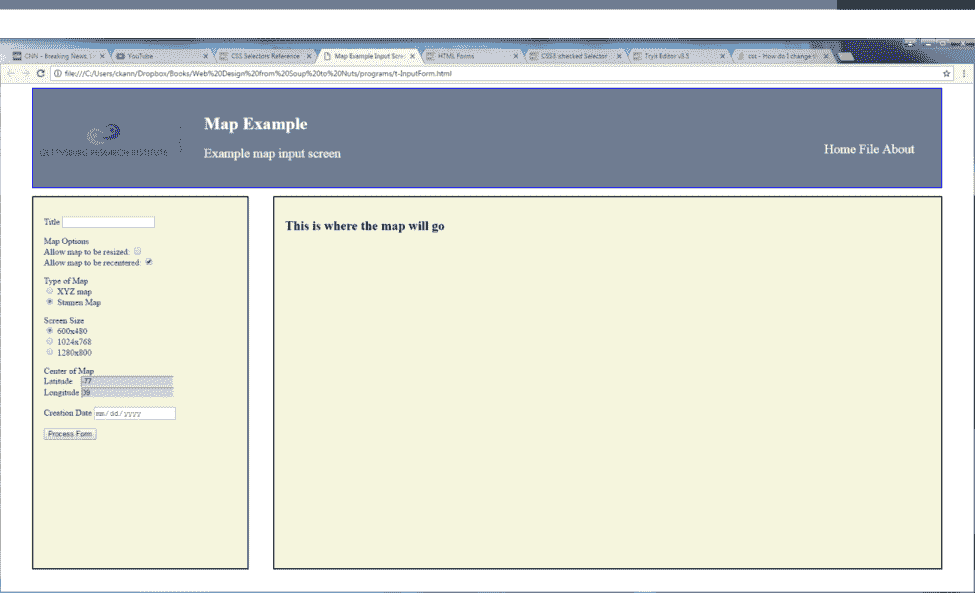 CNN - Breaking News, 
YouTube
CSS Selectors Reference
Map Example Input Scre
HTML Forms
CSS3 :checked Selector
Tryit Editor v3.5
css - How do I change t
file:///C:/Users/ckann/Dropbox/Books/Web%20Design%20from%20Soup%20to%20Nuts/programs/t-InputForm.html
GETTYSBURG RESEARCH INSTITUTE
Map Example
Example map input screen
Home File About
Title
Map Options
Allow map to be resized:
Allow map to be recentered:
Type of Map
XYZ map
Stamen Map
Screen Size
600x480
1024x768
1280x800
Center of Map
Latitude -77
Longitude 39
Creation Date mm/dd/yyyy
Process Form
This is where the map will go